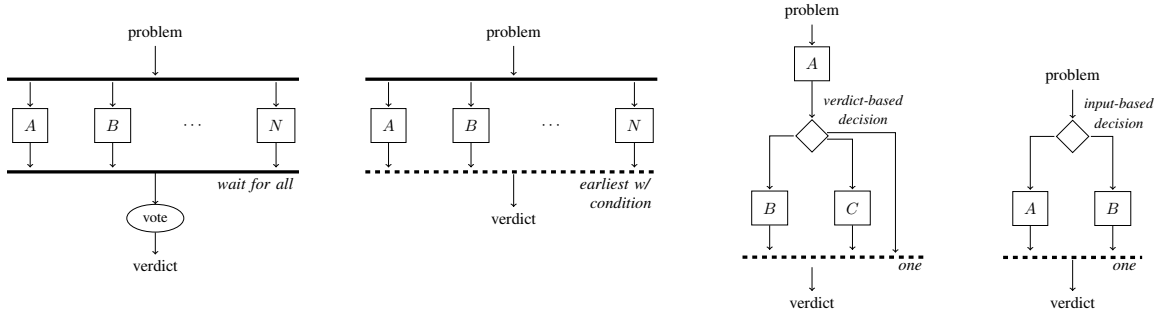 problem
A B ··· N
wait for all
vote
verdict
problem
A B ··· N
earliest w/
condition
verdict
problem
A
verdict-based
decision
B C
one
verdict
problem
input-based
decision
A B
one
verdict